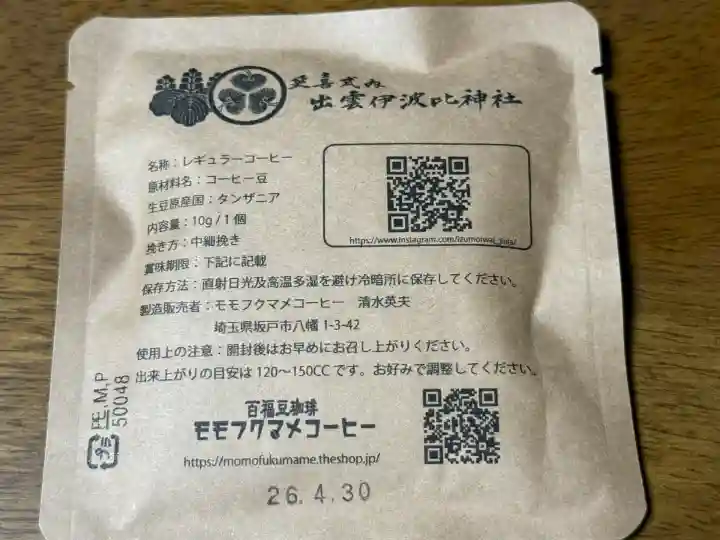 延喜式内
出雲伊波比神社
名称：レギュラーコーヒー
原材料名：コーヒー豆
生豆原産国：タンザニア
内容量：10g / 1個
挽き方：中細挽き
賞味期限：下記に記載
https://www.instagram.com/izumoiwai_jinja/
保存方法：直射日光及高温多湿を避け冷暗所に保存してください。
製造販売者：モモフクマメコーヒー　清水英夫
埼玉県坂戸市八幡 1-3-42
使用上の注意：開封後はお早めにお召し上がりください。
出来上がりの目安は 120〜150CC です。お好みで調整してください。
プラ
PE,M,P
50048
百福豆珈琲
モモフクマメコーヒー
https://momofukumame.theshop.jp/
26.4.30